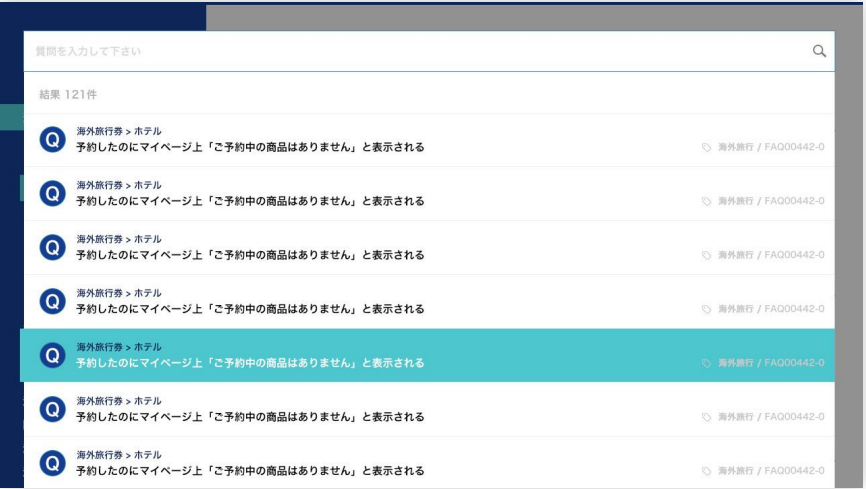 質問を入力して下さい
結果 121件
Q
海外旅行券 > ホテル
予約したのにマイページ上「ご予約中の商品はありません」と表示される
海外旅行 / FAQ00442-0
Q
海外旅行券 > ホテル
予約したのにマイページ上「ご予約中の商品はありません」と表示される
海外旅行 / FAQ00442-0
Q
海外旅行券 > ホテル
予約したのにマイページ上「ご予約中の商品はありません」と表示される
海外旅行 / FAQ00442-0
Q
海外旅行券 > ホテル
予約したのにマイページ上「ご予約中の商品はありません」と表示される
海外旅行 / FAQ00442-0
Q
海外旅行券 > ホテル
予約したのにマイページ上「ご予約中の商品はありません」と表示される
海外旅行 / FAQ00442-0
Q
海外旅行券 > ホテル
予約したのにマイページ上「ご予約中の商品はありません」と表示される
海外旅行 / FAQ00442-0
Q
海外旅行券 > ホテル
予約したのにマイページ上「ご予約中の商品はありません」と表示される
海外旅行 / FAQ00442-0